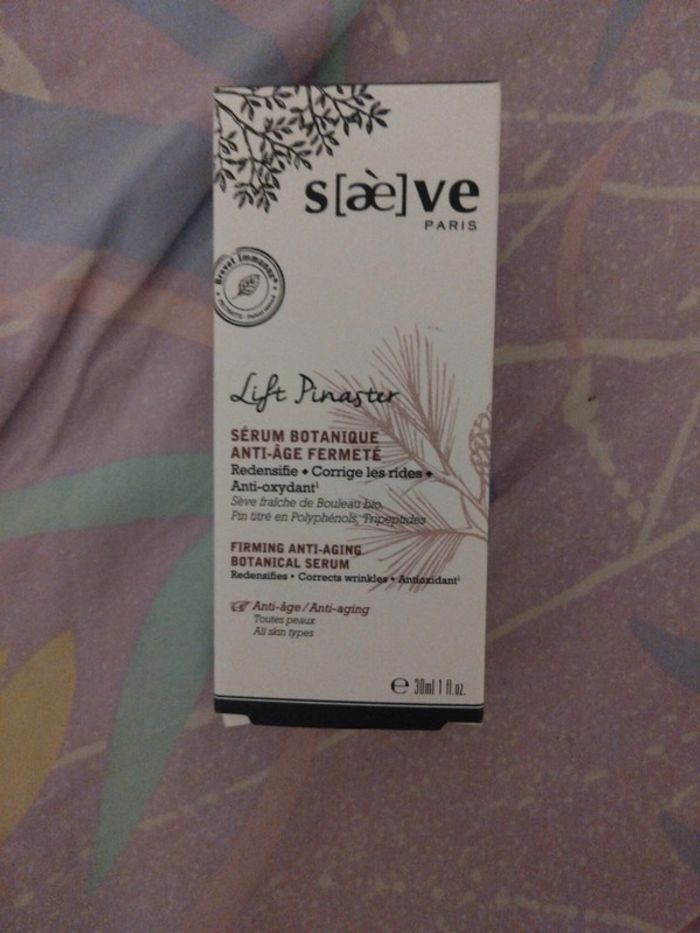 s[æ̀]ve
PARIS
Brevet Immunge®
Lift Pinaster
SÉRUM BOTANIQUE
ANTI-ÂGE FERMETÉ
Redensifie • Corrige les rides •
Anti-oxydant¹
Sève fraîche de Bouleau bio,
Pin titré en Polyphénols, Tripeptides
FIRMING ANTI-AGING
BOTANICAL SERUM
Redensifies • Corrects wrinkles • Antioxidant¹
Anti-âge / Anti-aging
Toutes peaux
All skin types
℮ 30ml 1 fl.oz.